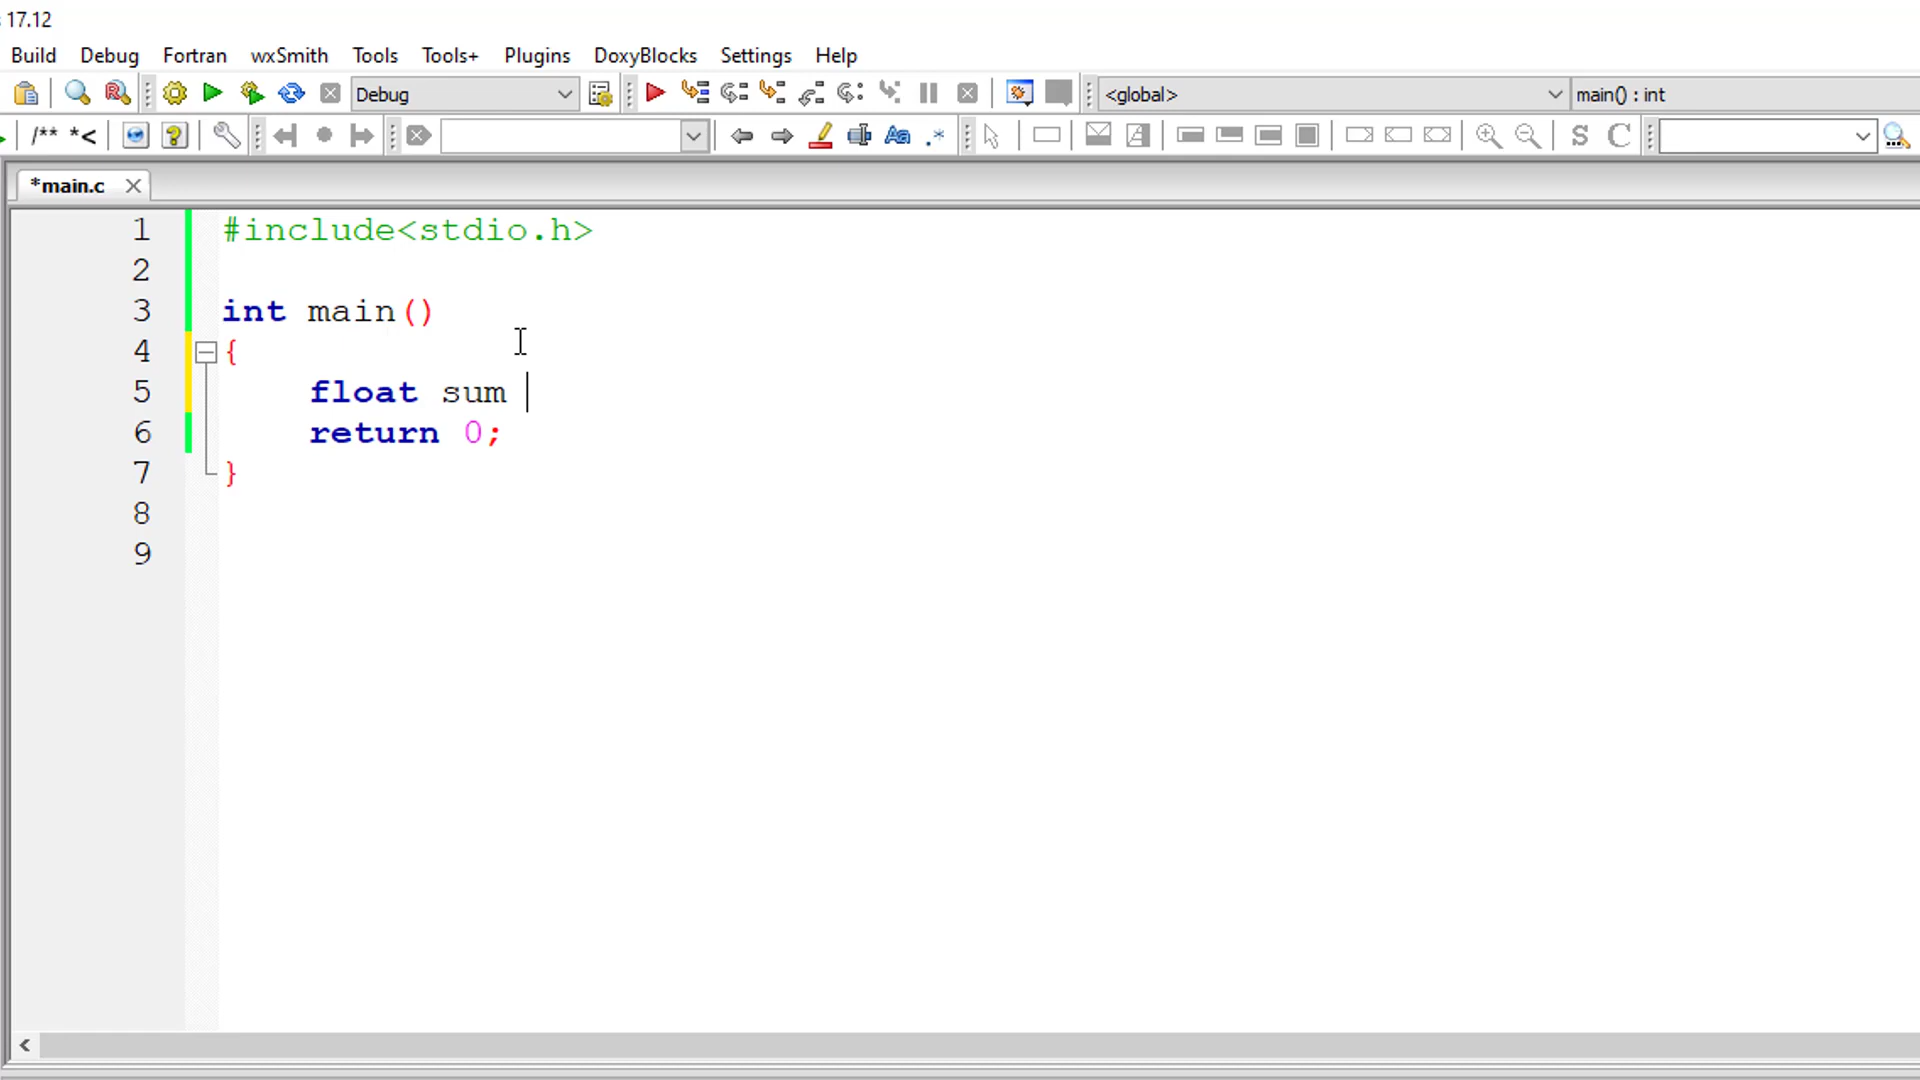 17.12
Build Debug Fortran wxSmith Tools Tools+ Plugins DoxyBlocks Settings Help
Debug <global> main() : int
/** *< Aa .* S C
*main.c
1 #include<stdio.h>
2
3 int main()
4 {
5 float sum
6 return 0;
7 }
8
9